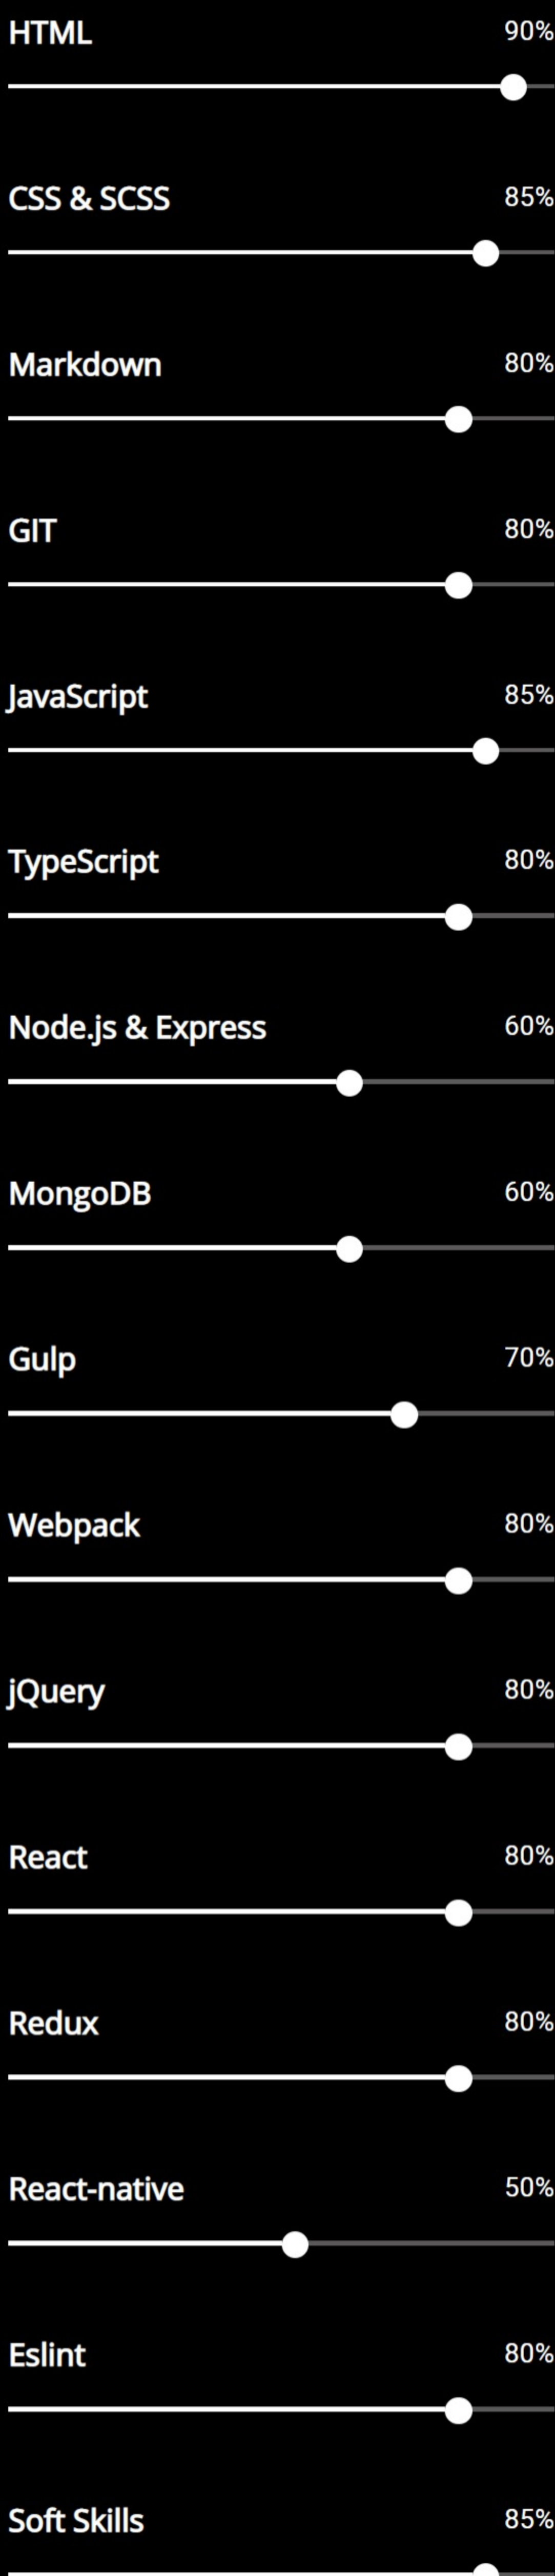 HTML 90%
CSS & SCSS 85%
Markdown 80%
GIT 80%
JavaScript 85%
TypeScript 80%
Node.js & Express 60%
MongoDB 60%
Gulp 70%
Webpack 80%
jQuery 80%
React 80%
Redux 80%
React-native 50%
Eslint 80%
Soft Skills 85%